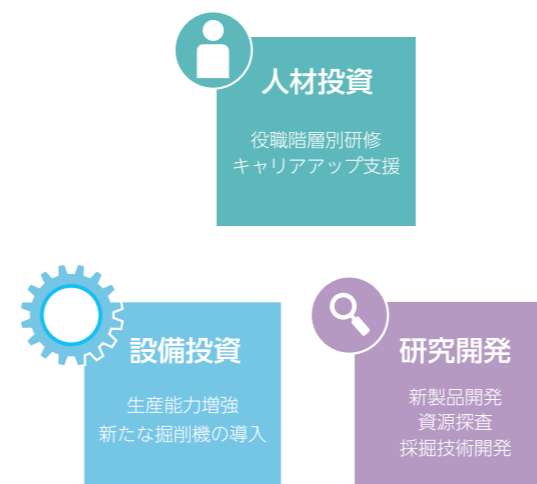 人材投資
役職階層別研修
キャリアアップ支援
設備投資
生産能力増強
新たな掘削機の導入
研究開発
新製品開発
資源探査
採掘技術開発